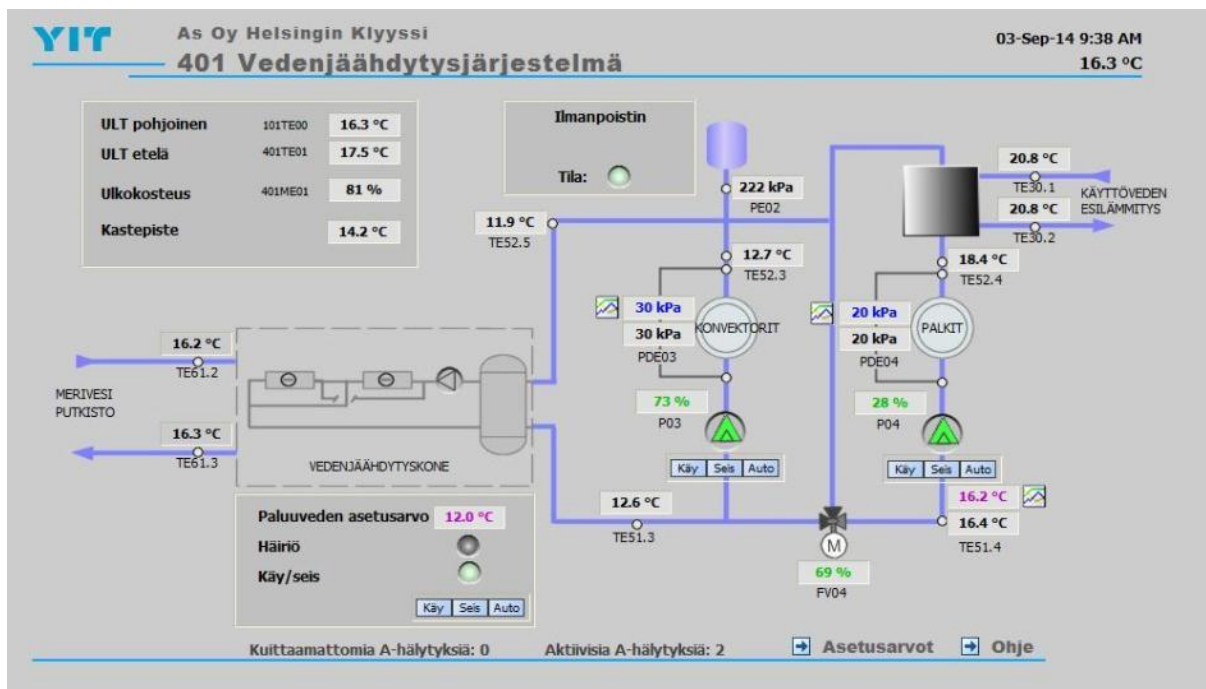 YIT
As Oy Helsingin Klyyssi
401 Vedenjäähdytysjärjestelmä
03-Sep-14 9:38 AM
16.3 °C
ULT pohjoinen 101TE00 16.3 °C
ULT etelä 401TE01 17.5 °C
Ulkokosteus 401ME01 81 %
Kastepiste 14.2 °C
Ilmanpoistin
Tila:
222 kPa
PE02
11.9 °C
TE52.5
12.7 °C
TE52.3
20.8 °C
TE30.1
KÄYTTÖVEDEN
ESILÄMMITYS
20.8 °C
TE30.2
18.4 °C
TE52.4
30 kPa
30 kPa
PDE03
KONVEKTORIT
20 kPa
20 kPa
PDE04
PALKIT
16.2 °C
TE61.2
MERIVESI
PUTKISTO
16.3 °C
TE61.3
VEDENJÄÄHDYTYSKONE
73 %
P03
Käy Seis Auto
28 %
P04
Käy Seis Auto
12.6 °C
TE51.3
16.2 °C
16.4 °C
TE51.4
M
69 %
FV04
Paluuveden asetusarvo 12.0 °C
Häiriö
Käy/seis
Käy Seis Auto
Kuittaamattomia A-hälytyksiä: 0 Aktiivisia A-hälytyksiä: 2 Asetusarvot Ohje